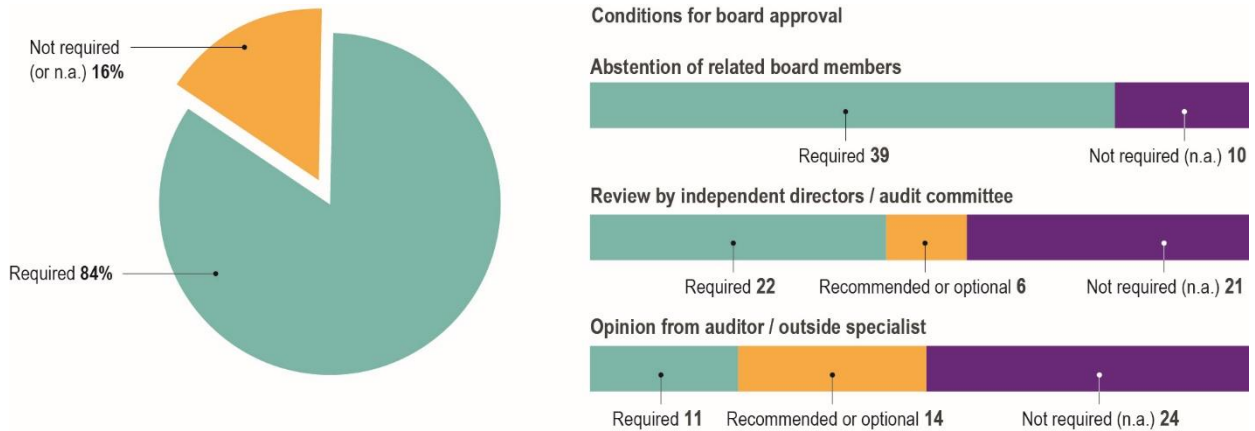 Not required
(or n.a.) 16%
Required 84%
Conditions for board approval
Abstention of related board members
Required 39
Not required (n.a.) 10
Review by independent directors / audit committee
Required 22
Recommended or optional 6
Not required (n.a.) 21
Opinion from auditor / outside specialist
Required 11
Recommended or optional 14
Not required (n.a.) 24